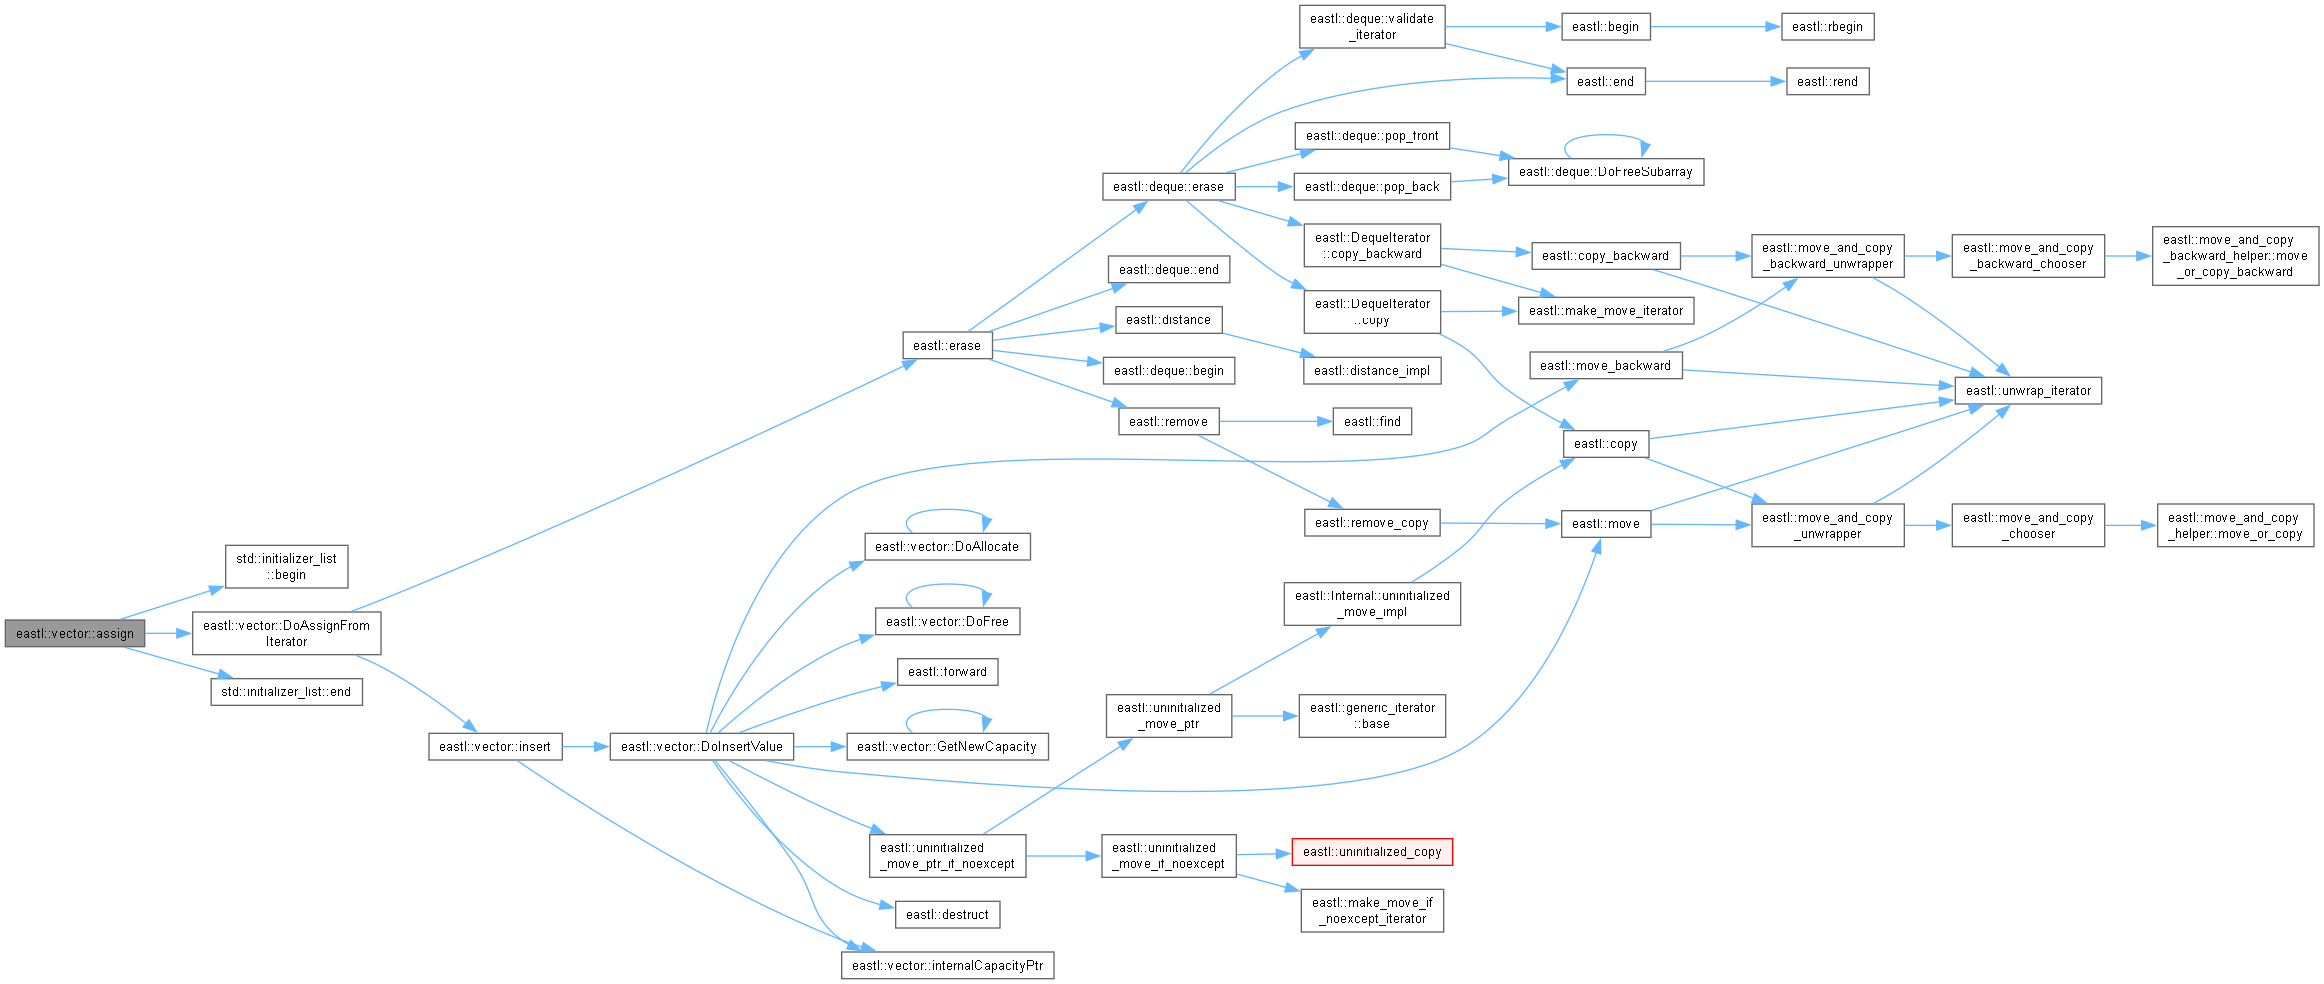 eastl::deque::validate
_iterator
eastl::begin
eastl::rbegin
eastl::end
eastl::rend
eastl::deque::pop_front
eastl::deque::DoFreeSubarray
eastl::deque::erase
eastl::deque::pop_back
eastl::DequeIterator
::copy_backward
eastl::copy_backward
eastl::move_and_copy
_backward_unwrapper
eastl::move_and_copy
_backward_chooser
eastl::move_and_copy
_backward_helper::move
_or_copy_backward
eastl::deque::end
eastl::DequeIterator
::copy
eastl::make_move_iterator
eastl::distance
eastl::erase
eastl::deque::begin
eastl::distance_impl
eastl::move_backward
eastl::unwrap_iterator
eastl::remove
eastl::find
eastl::copy
eastl::remove_copy
eastl::move
eastl::move_and_copy
_unwrapper
eastl::move_and_copy
_chooser
eastl::move_and_copy
_helper::move_or_copy
eastl::vector::DoAllocate
std::initializer_list
::begin
eastl::Internal::uninitialized
_move_impl
eastl::vector::assign
eastl::vector::DoAssignFrom
Iterator
eastl::vector::DoFree
eastl::forward
std::initializer_list::end
eastl::uninitialized
_move_ptr
eastl::generic_iterator
::base
eastl::vector::insert
eastl::vector::DoInsertValue
eastl::vector::GetNewCapacity
eastl::uninitialized
_move_ptr_if_noexcept
eastl::uninitialized
_move_if_noexcept
eastl::uninitialized_copy
eastl::make_move_if
_noexcept_iterator
eastl::destruct
eastl::vector::internalCapacityPtr